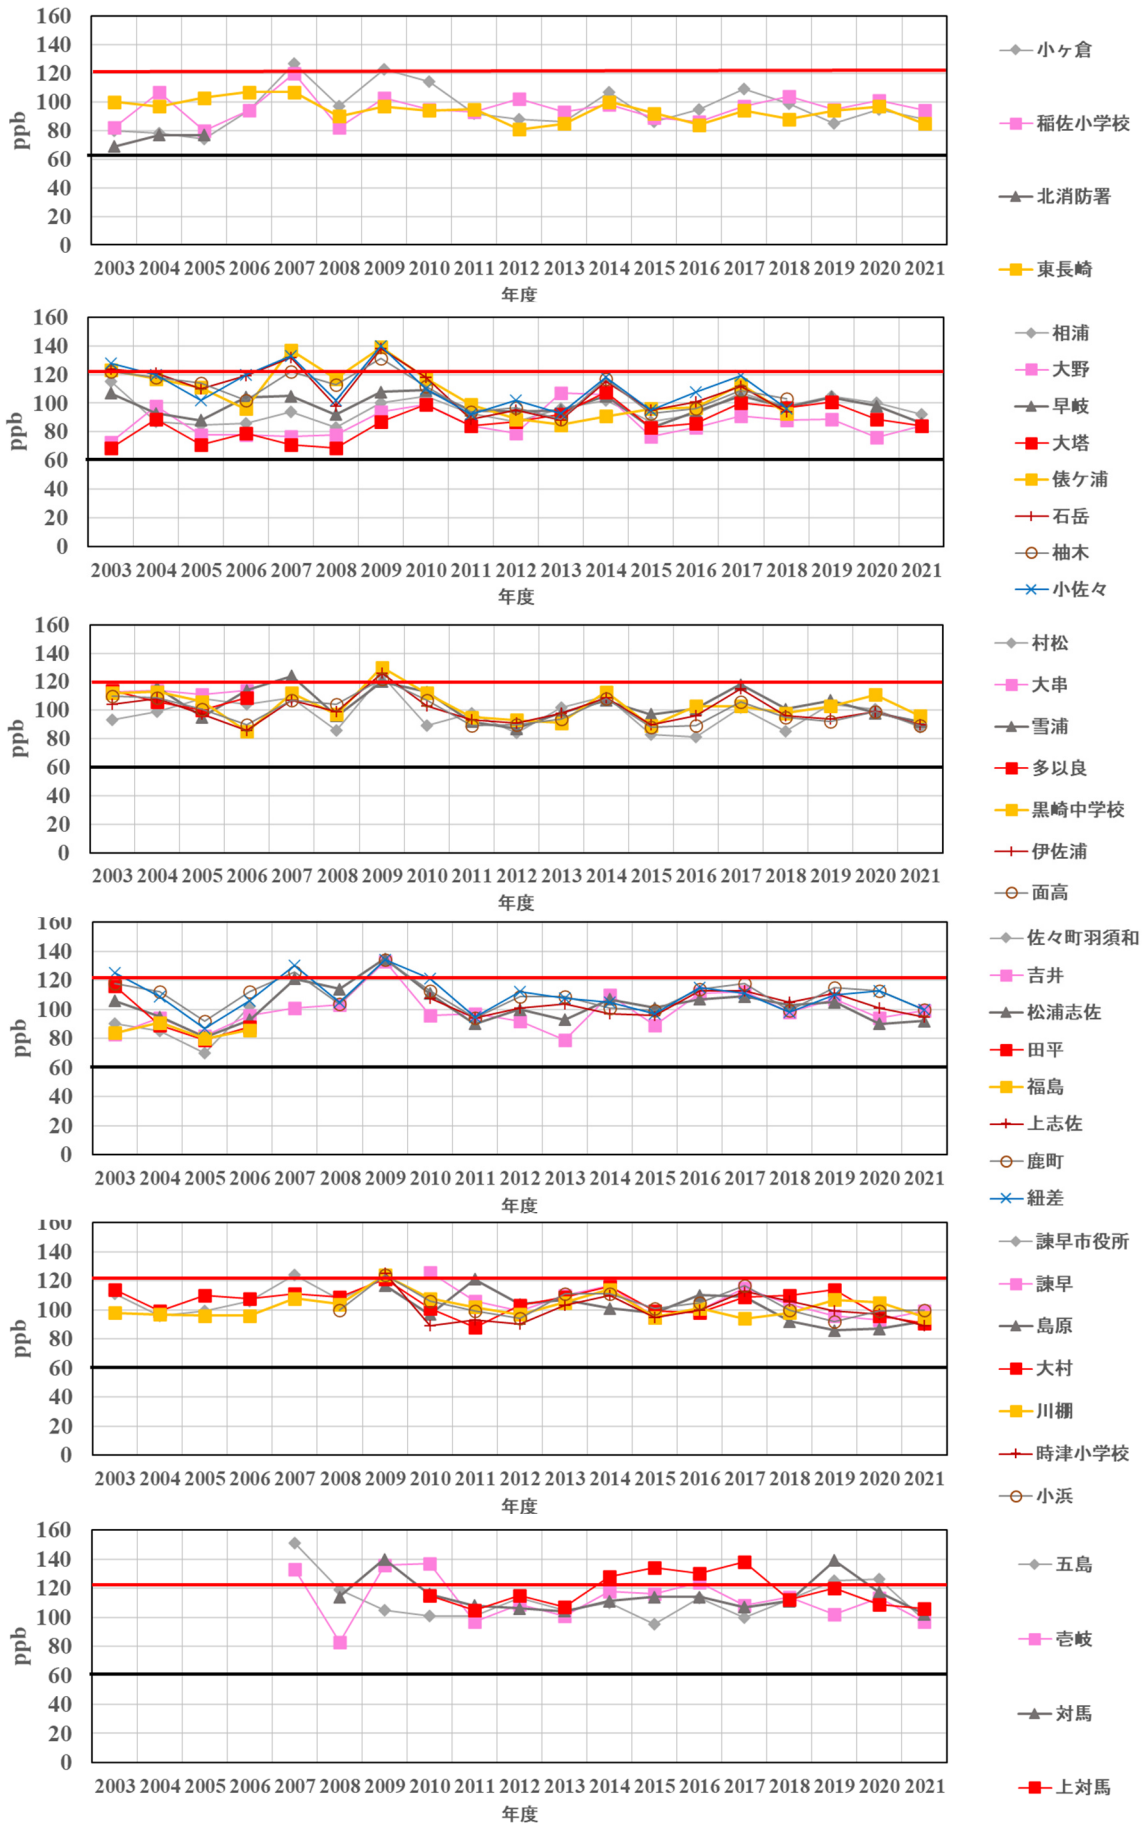 160
140
120
100
80
60
40
20
0
ppb
2003 2004 2005 2006 2007 2008 2009 2010 2011 2012 2013 2014 2015 2016 2017 2018 2019 2020 2021
年度
小ヶ倉
稲佐小学校
北消防署
東長崎
160
140
120
100
80
60
40
20
0
ppb
2003 2004 2005 2006 2007 2008 2009 2010 2011 2012 2013 2014 2015 2016 2017 2018 2019 2020 2021
年度
相浦
大野
早岐
大塔
俵ケ浦
石岳
柚木
小佐々
160
140
120
100
80
60
40
20
0
ppb
2003 2004 2005 2006 2007 2008 2009 2010 2011 2012 2013 2014 2015 2016 2017 2018 2019 2020 2021
年度
村松
大串
雪浦
多以良
黒崎中学校
伊佐浦
面高
160
140
120
100
80
60
40
20
0
ppb
2003 2004 2005 2006 2007 2008 2009 2010 2011 2012 2013 2014 2015 2016 2017 2018 2019 2020 2021
年度
佐々町羽須和
吉井
松浦志佐
田平
福島
上志佐
鹿町
紐差
160
140
120
100
80
60
40
20
0
ppb
2003 2004 2005 2006 2007 2008 2009 2010 2011 2012 2013 2014 2015 2016 2017 2018 2019 2020 2021
年度
諫早市役所
諫早
島原
大村
川棚
時津小学校
小浜
160
140
120
100
80
60
40
20
0
ppb
2003 2004 2005 2006 2007 2008 2009 2010 2011 2012 2013 2014 2015 2016 2017 2018 2019 2020 2021
年度
五島
壱岐
対馬
上対馬